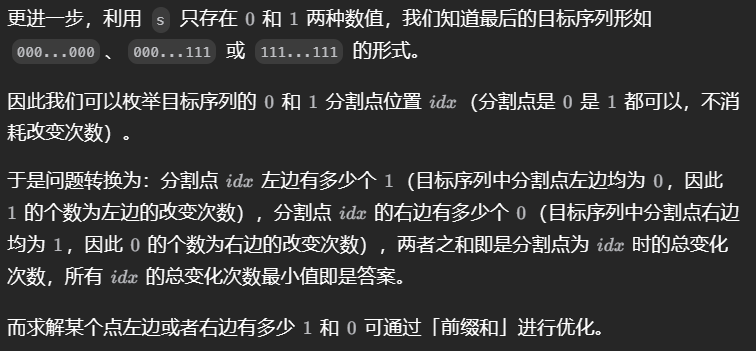 更进一步，利用 s 只存在 0 和 1 两种数值，我们知道最后的目标序列形如
000...000 、 000...111 或 111...111 的形式。
因此我们可以枚举目标序列的 0 和 1 分割点位置 idx（分割点是 0 是 1 都可以，不消
耗改变次数）。
于是问题转换为：分割点 idx 左边有多少个 1（目标序列中分割点左边均为 0，因此
1 的个数为左边的改变次数），分割点 idx 的右边有多少个 0（目标序列中分割点右边
均为 1，因此 0 的个数为右边的改变次数），两者之和即是分割点为 idx 时的总变化
次数，所有 idx 的总变化次数最小值即是答案。
而求解某个点左边或者右边有多少 1 和 0 可通过「前缀和」进行优化。